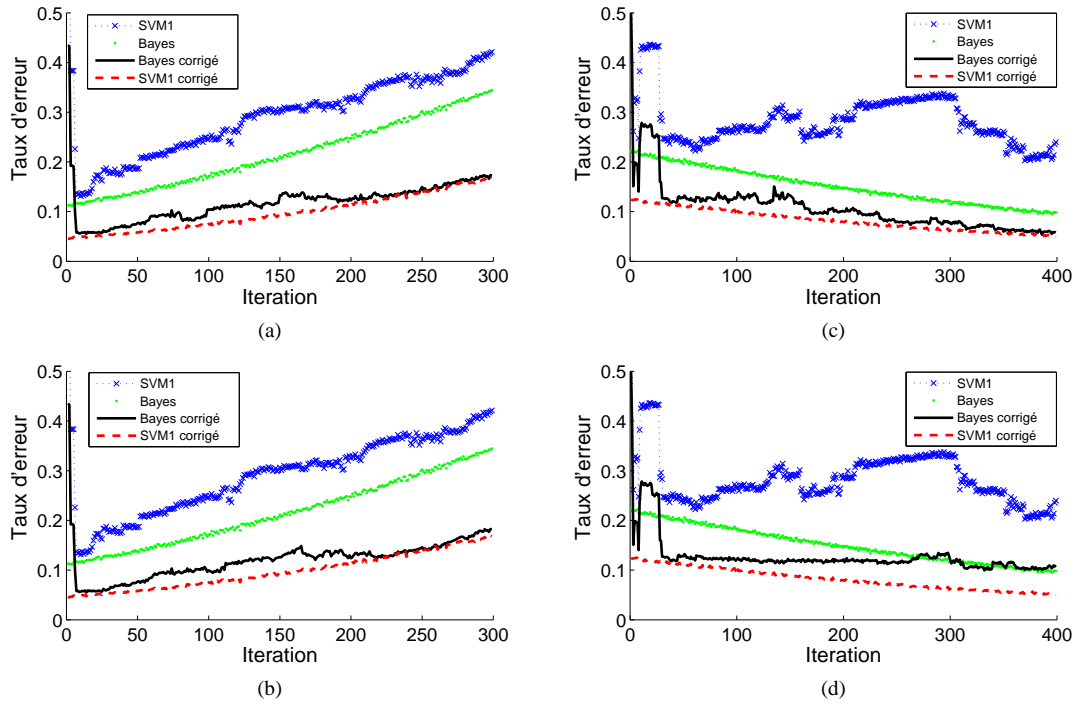 0.5
0.4
0.3
0.2
0.1
0
Taux d'erreur
SVM1
Bayes
Bayes corrigé
SVM1 corrigé
0 50 100 150 200 250 300
Iteration
(a)
0.5
0.4
0.3
0.2
0.1
0
Taux d'erreur
SVM1
Bayes
Bayes corrigé
SVM1 corrigé
0 100 200 300 400
Iteration
(c)
0.5
0.4
0.3
0.2
0.1
0
Taux d'erreur
SVM1
Bayes
Bayes corrigé
SVM1 corrigé
0 50 100 150 200 250 300
Iteration
(b)
0.5
0.4
0.3
0.2
0.1
0
Taux d'erreur
SVM1
Bayes
Bayes corrigé
SVM1 corrigé
0 100 200 300 400
Iteration
(d)